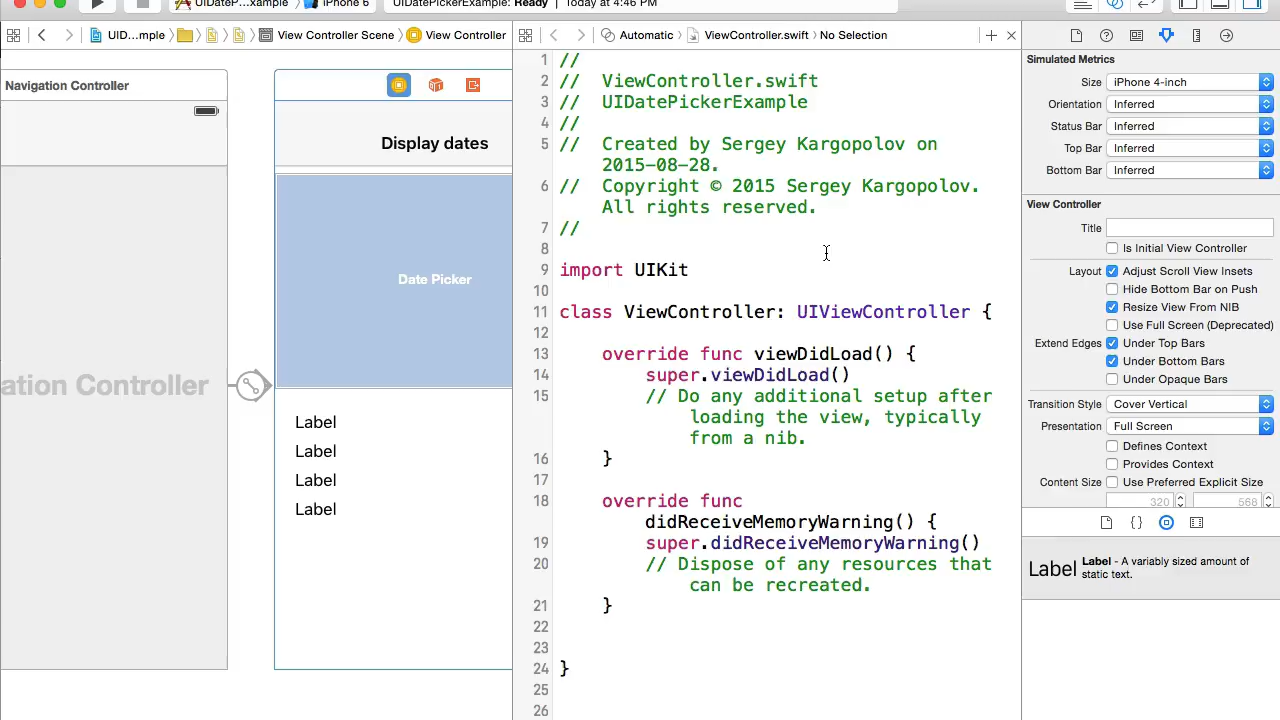 UIDateP...xample
iPhone 6
UIDatePickerExample: Ready
Today at 4:46 PM
UID...mple
View Controller Scene
View Controller
Automatic
ViewController.swift
No Selection
Navigation Controller
ation Controller
Display dates
Date Picker
Label
Label
Label
Label
1 //
2 //  ViewController.swift
3 //  UIDatePickerExample
4 //
5 //  Created by Sergey Kargopolov on
2015-08-28.
6 //  Copyright © 2015 Sergey Kargopolov.
All rights reserved.
7 //
8
9 import UIKit
10
11 class ViewController: UIViewController {
12
13 override func viewDidLoad() {
14 super.viewDidLoad()
15 // Do any additional setup after
loading the view, typically
from a nib.
16 }
17
18 override func
didReceiveMemoryWarning() {
19 super.didReceiveMemoryWarning()
20 // Dispose of any resources that
can be recreated.
21 }
22
23
24 }
25
26
Simulated Metrics
Size iPhone 4-inch
Orientation Inferred
Status Bar Inferred
Top Bar Inferred
Bottom Bar Inferred
View Controller
Title
Is Initial View Controller
Layout Adjust Scroll View Insets
Hide Bottom Bar on Push
Resize View From NIB
Use Full Screen (Deprecated)
Extend Edges Under Top Bars
Under Bottom Bars
Under Opaque Bars
Transition Style Cover Vertical
Presentation Full Screen
Defines Context
Provides Context
Content Size Use Preferred Explicit Size
320 568
{}
Label
Label - A variably sized amount of
static text.